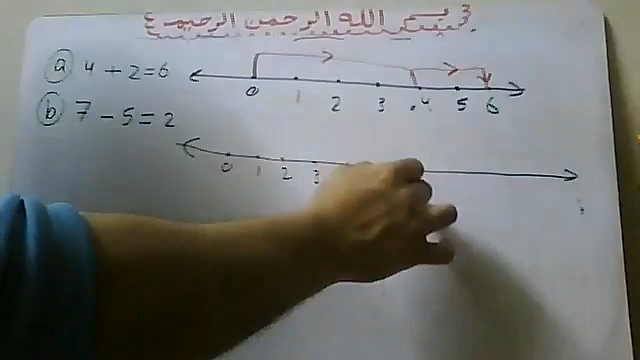 بسم الله الرحمن الرحيم
a) 4 + 2 = 6
0 1 2 3 4 5 6
b) 7 - 5 = 2
0 1 2 3